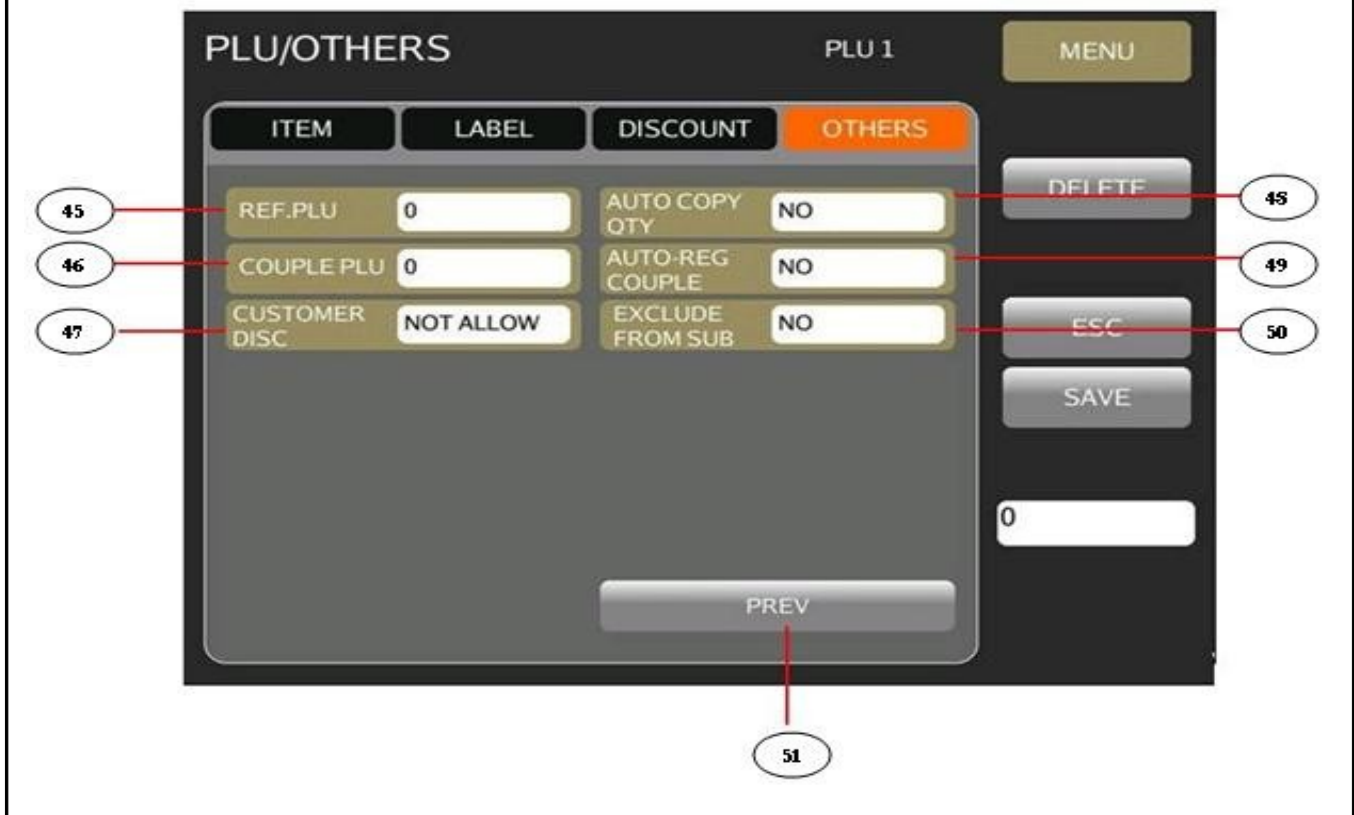 PLU/OTHERS
PLU 1
MENU
ITEM
LABEL
DISCOUNT
OTHERS
DELETE
45
REF.PLU
0
AUTO COPY
QTY
NO
48
46
COUPLE PLU
0
AUTO-REG
COUPLE
NO
49
47
CUSTOMER
DISC
NOT ALLOW
EXCLUDE
FROM SUB
NO
ESC
50
SAVE
0
PREV
51